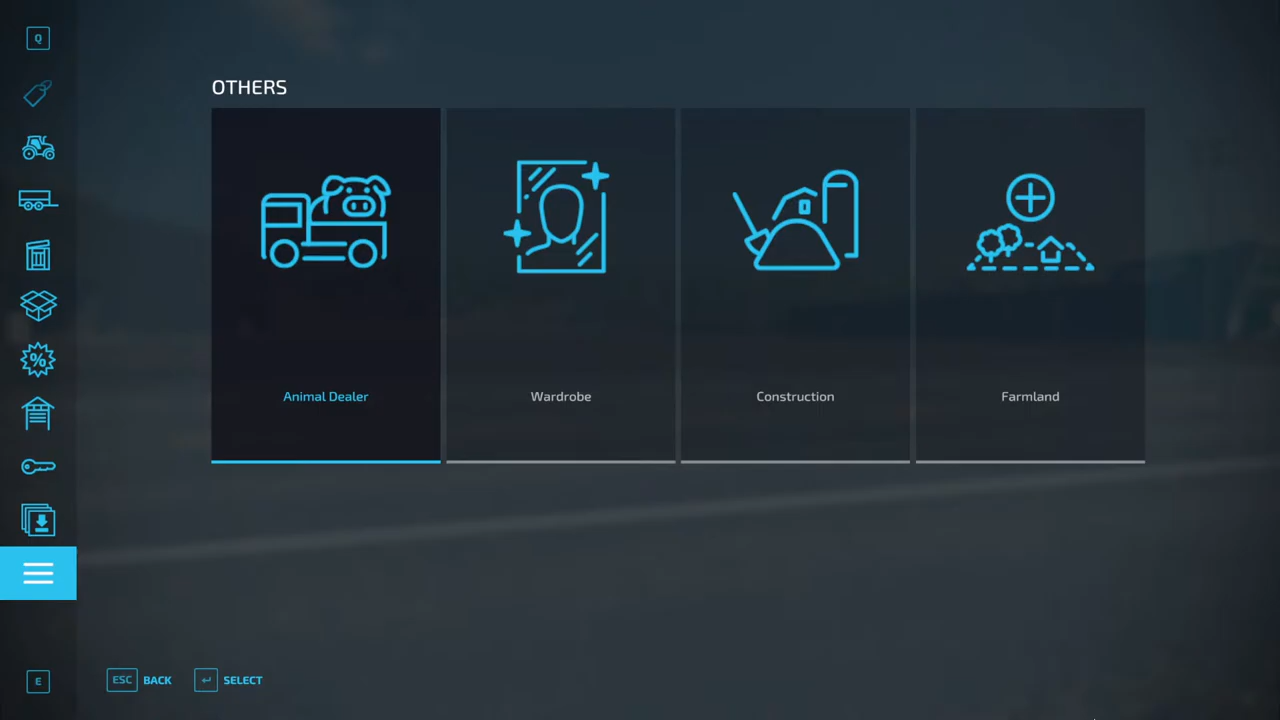 Q
OTHERS
%
Animal Dealer
Wardrobe
Construction
Farmland
E
ESC BACK
SELECT